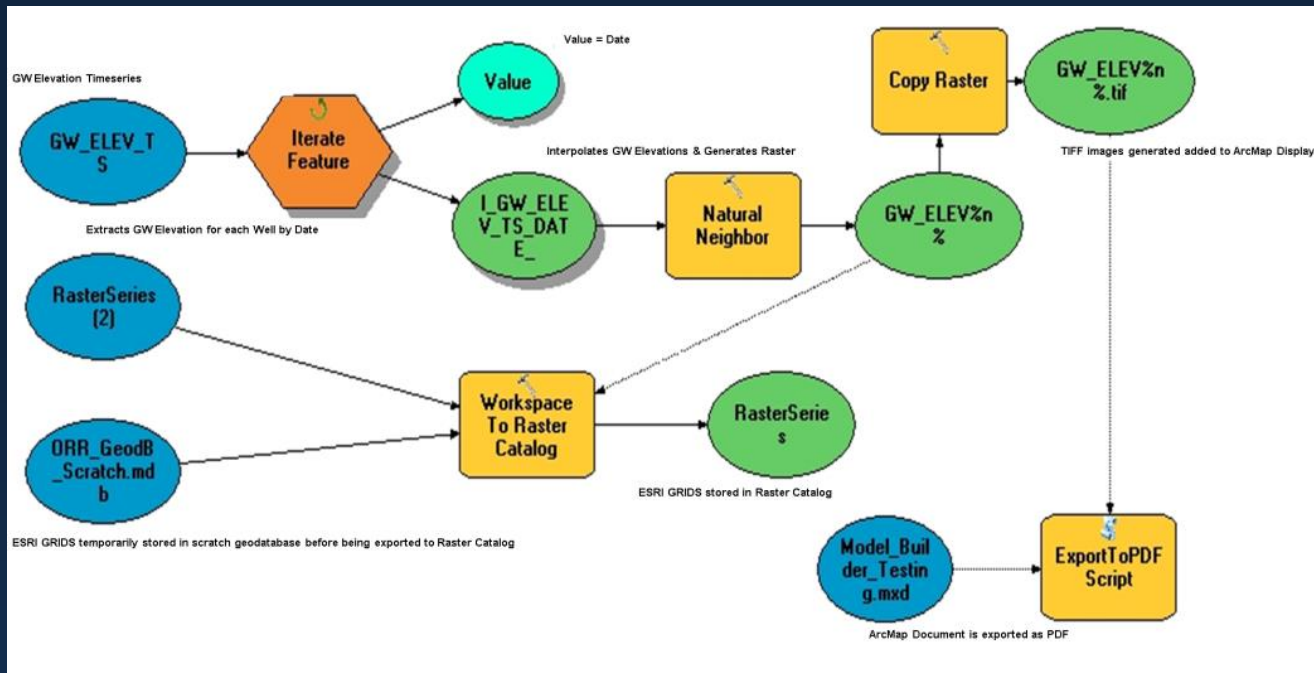 Value = Date
GW Elevation Timeseries
Value
Copy Raster
GW_ELEV%n
%.tif
GW_ELEV_T
S
Iterate
Feature
Interpolates GW Elevations & Generates Raster
TIFF images generated added to ArcMap Display
Extracts GW Elevation for each Well by Date
I_GW_ELE
V_TS_DAT
E_
Natural
Neighbor
GW_ELEV%n
%
RasterSeries
(2)
Workspace
To Raster
Catalog
RasterSerie
s
ORR_GeodB
_Scratch.md
b
ESRI GRIDS stored in Raster Catalog
ESRI GRIDS temporarily stored in scratch geodatabase before being exported to Raster Catalog
Model_Buil
der_Testin
g.mxd
ExportToPDF
Script
ArcMap Document is exported as PDF